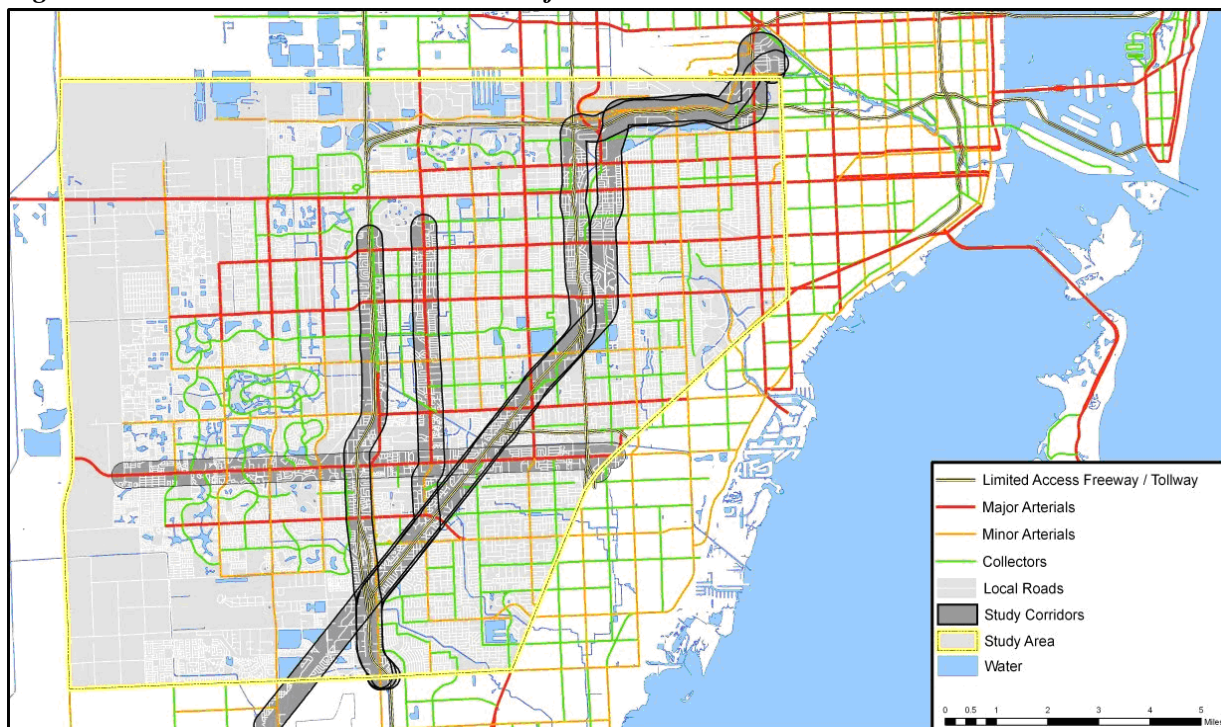 Limited Access Freeway / Tollway
Major Arterials
Minor Arterials
Collectors
Local Roads
Study Corridors
Study Area
Water
0 0.5 1 2 3 4 5
Miles